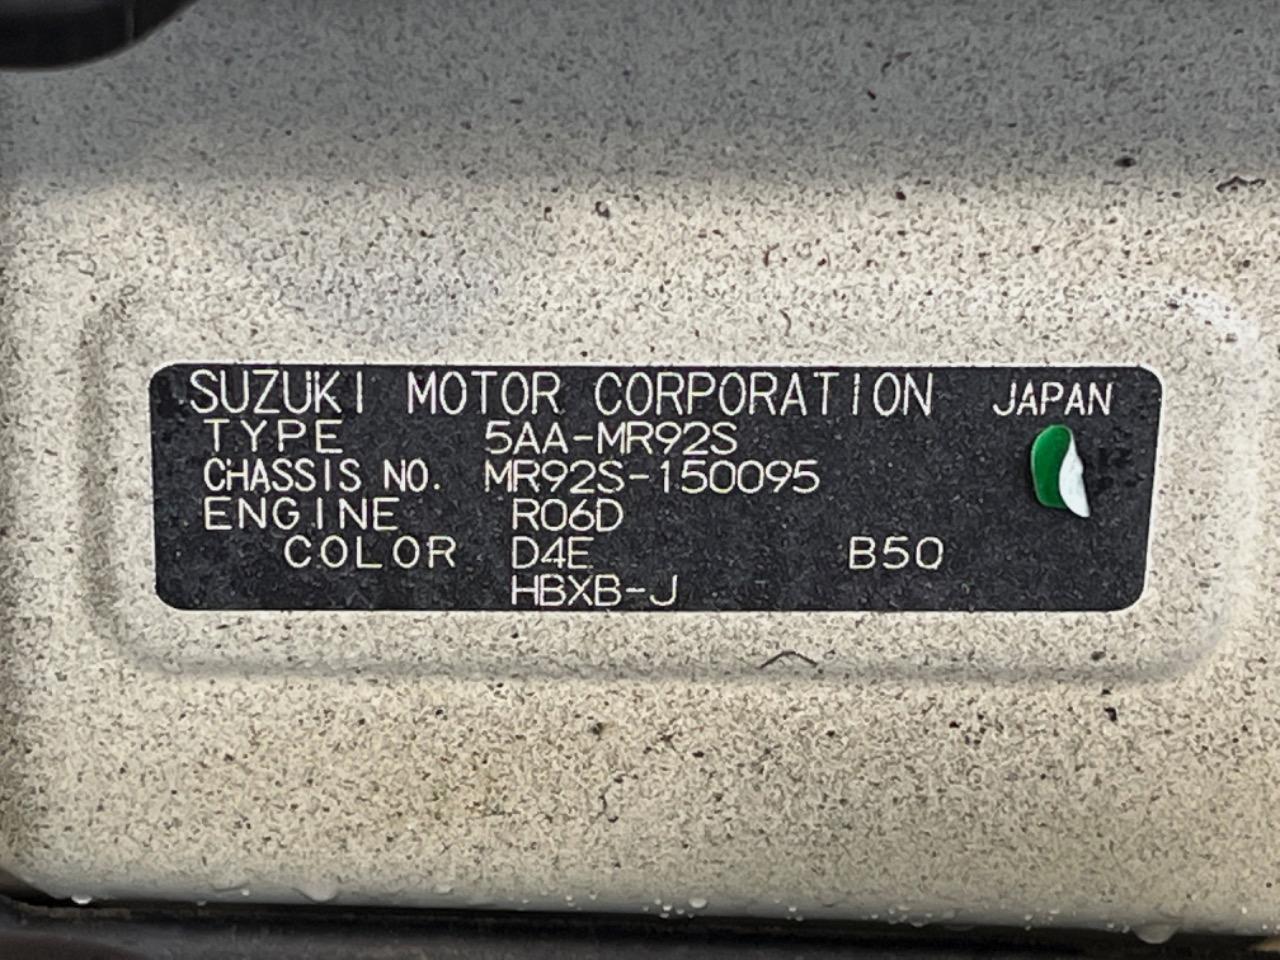 SUZUKI MOTOR CORPORATION JAPAN
TYPE 5AA-MR92S
CHASSIS NO. MR92S-150095
ENGINE R06D
COLOR D4E B50
HBXB-J